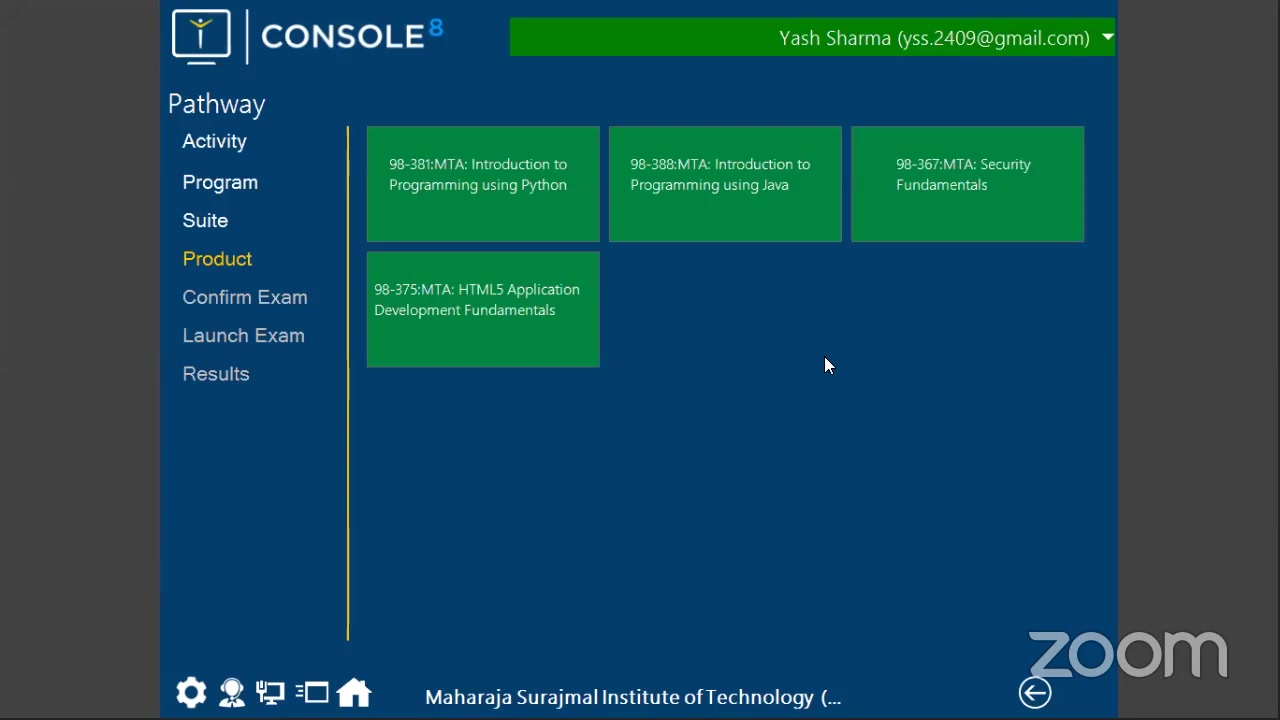 CONSOLE 8
Yash Sharma (yss.2409@gmail.com)
Pathway
Activity
Program
Suite
Product
Confirm Exam
Launch Exam
Results
98-381:MTA: Introduction to
Programming using Python
98-388:MTA: Introduction to
Programming using Java
98-367:MTA: Security
Fundamentals
98-375:MTA: HTML5 Application
Development Fundamentals
Maharaja Surajmal Institute of Technology (...
zoom